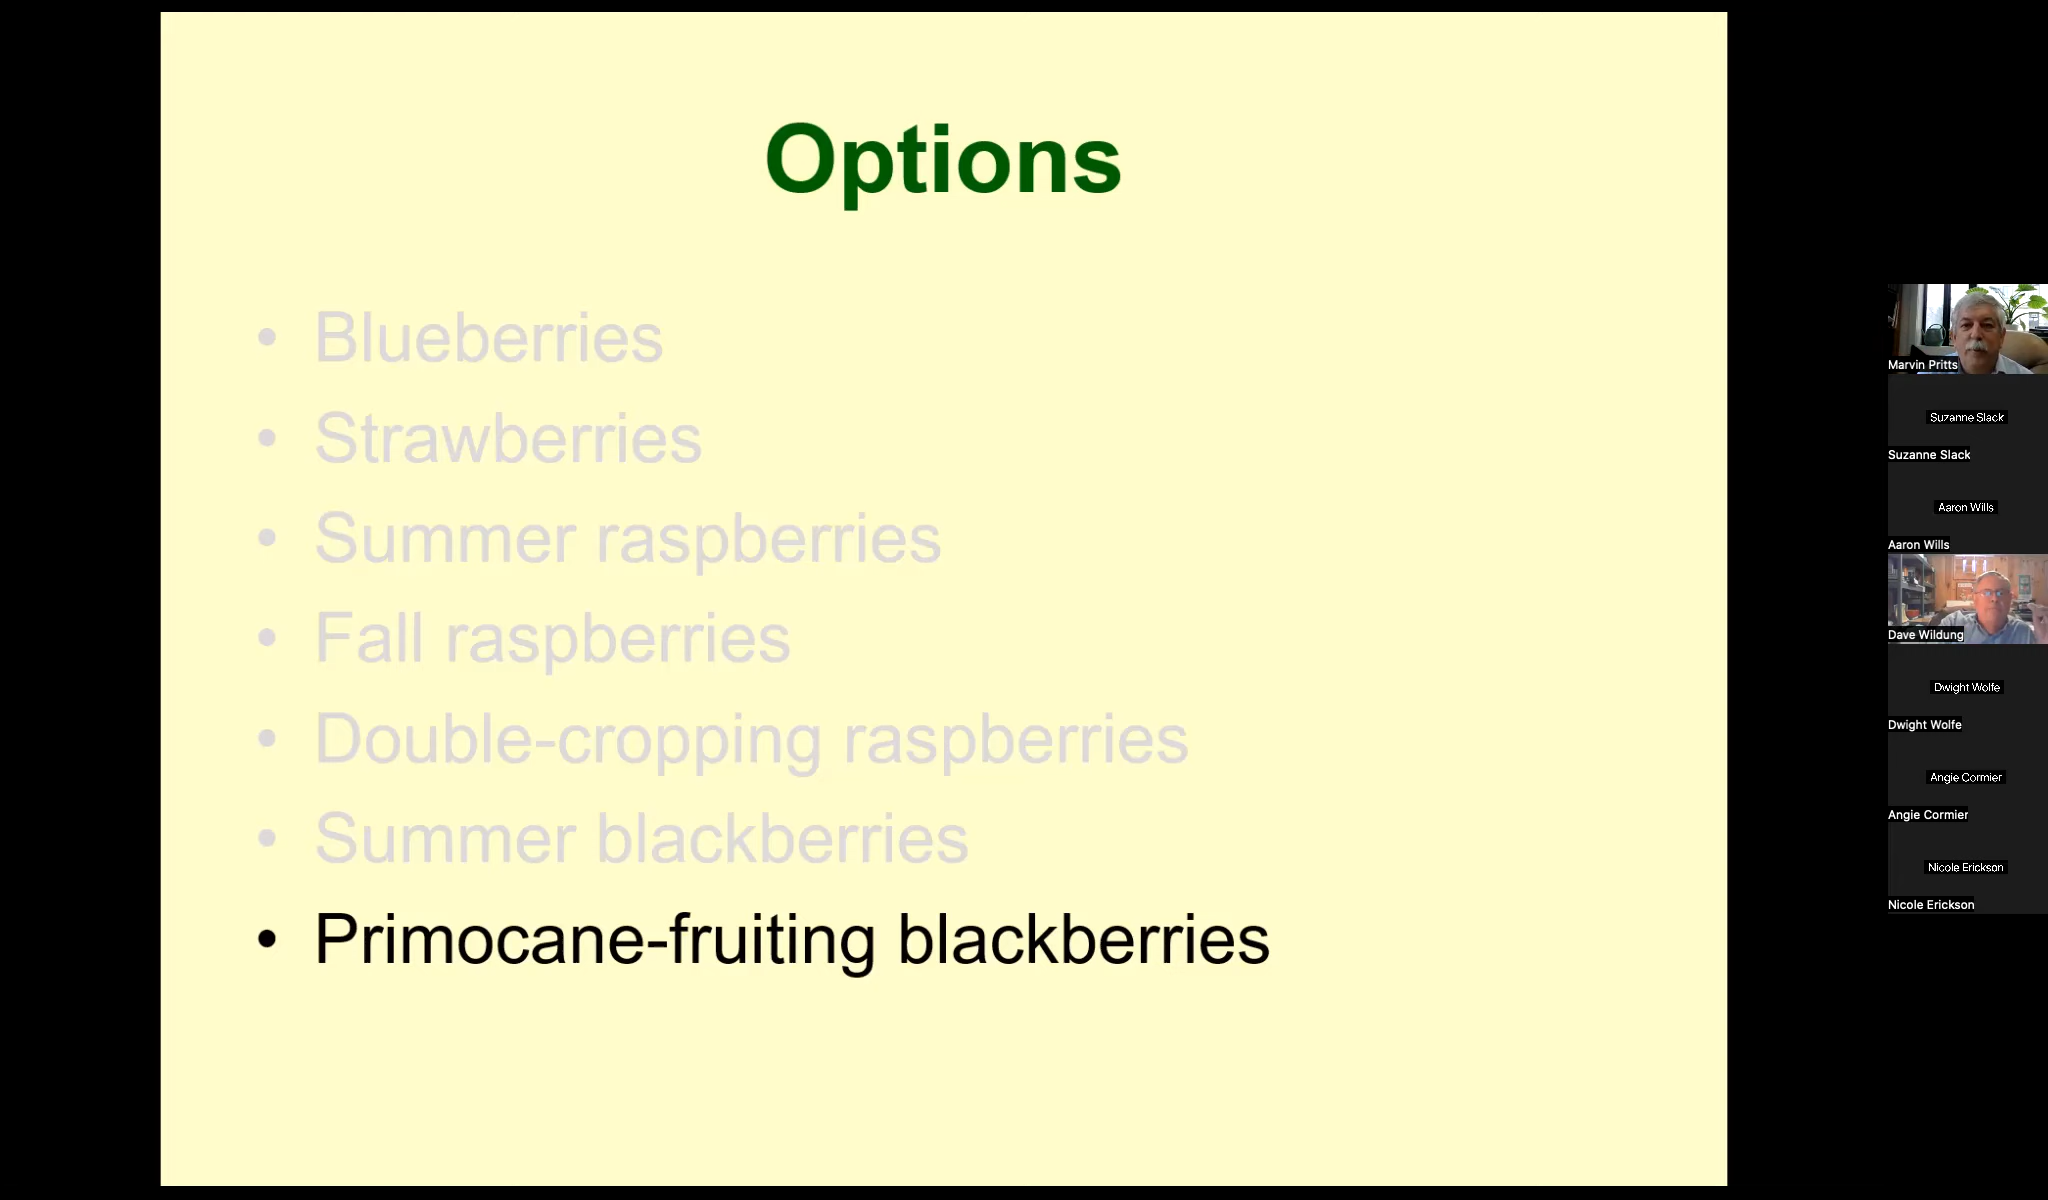 Options
• Blueberries
• Strawberries
• Summer raspberries
• Fall raspberries
• Double-cropping raspberries
• Summer blackberries
• Primocane-fruiting blackberries
Marvin Pritts
Suzanne Slack
Suzanne Slack
Aaron Wills
Aaron Wills
Dave Wildung
Dwight Wolfe
Dwight Wolfe
Angie Cormier
Angie Cormier
Nicole Erickson
Nicole Erickson